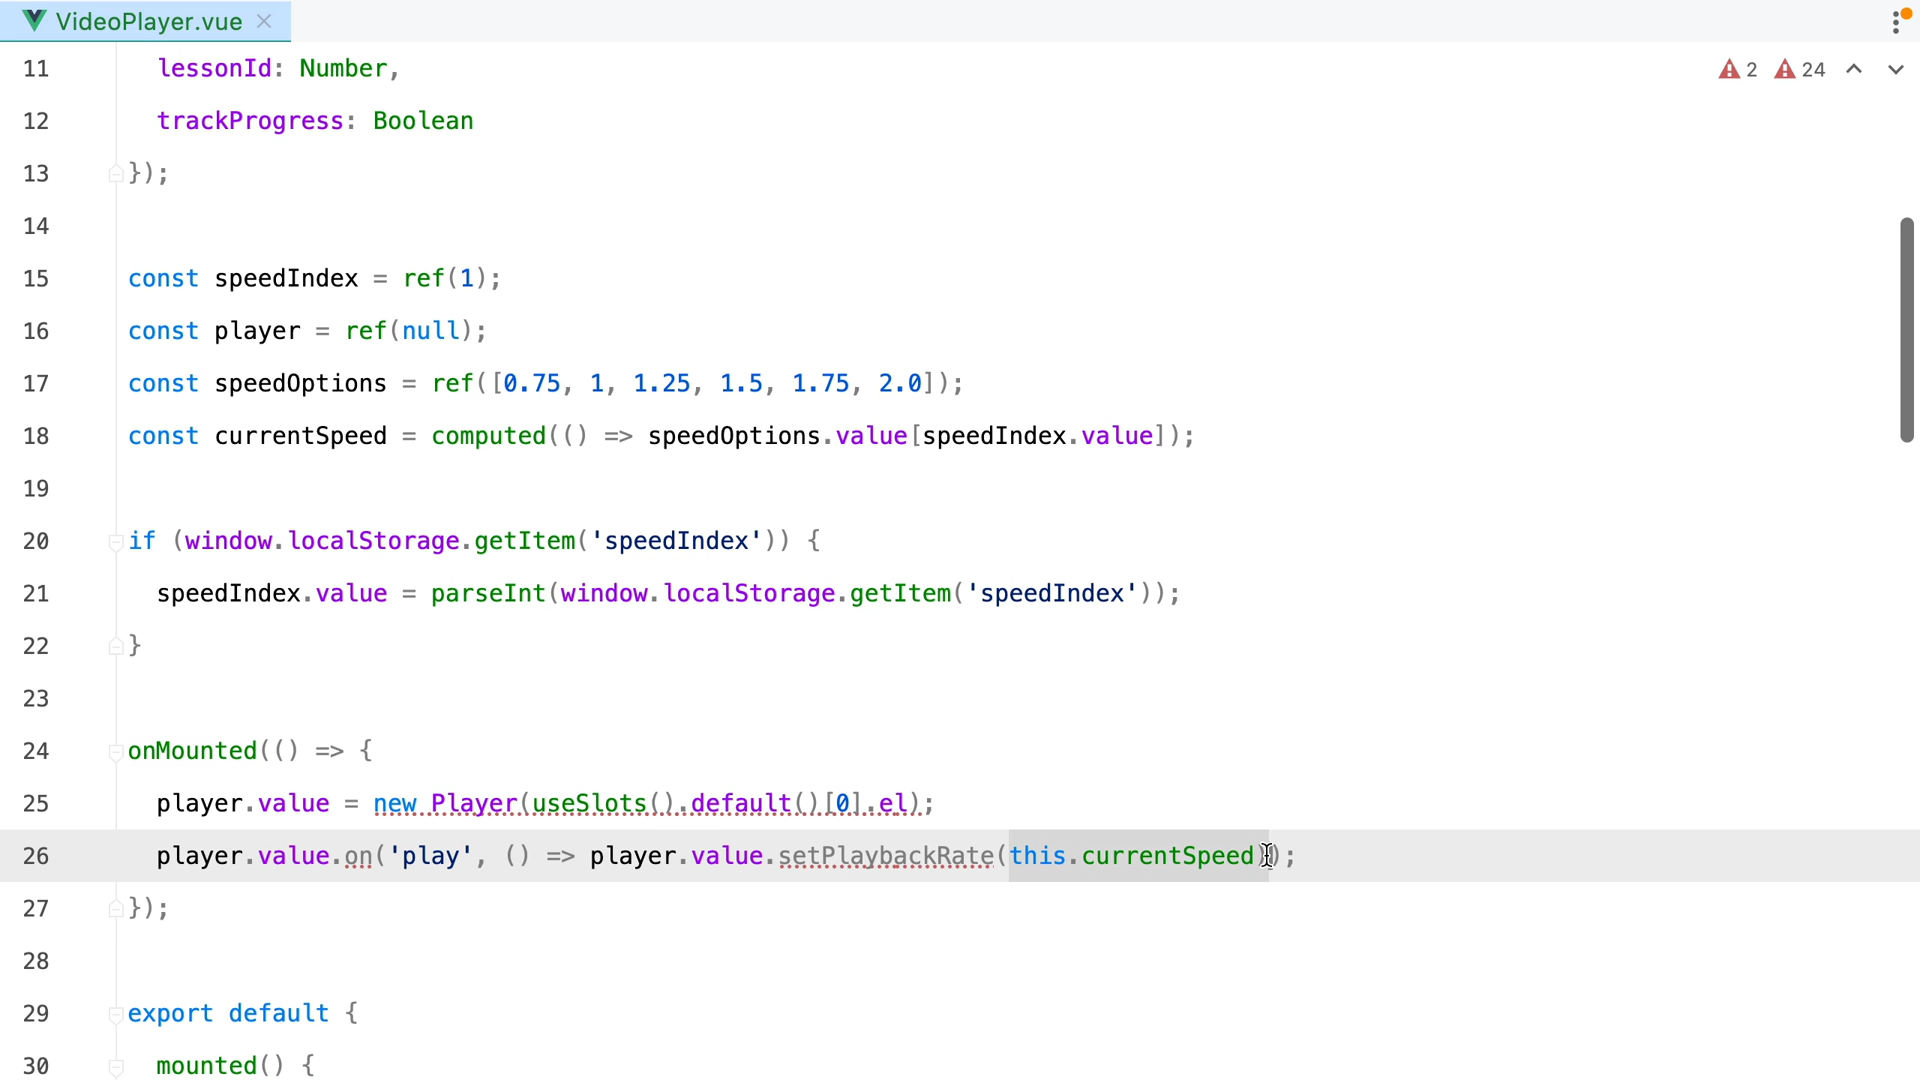 VideoPlayer.vue
2 24
11 lessonId: Number,
12 trackProgress: Boolean
13 });
14
15 const speedIndex = ref(1);
16 const player = ref(null);
17 const speedOptions = ref([0.75, 1, 1.25, 1.5, 1.75, 2.0]);
18 const currentSpeed = computed(() => speedOptions.value[speedIndex.value]);
19
20 if (window.localStorage.getItem('speedIndex')) {
21 speedIndex.value = parseInt(window.localStorage.getItem('speedIndex'));
22 }
23
24 onMounted(() => {
25 player.value = new Player(useSlots().default()[0].el);
26 player.value.on('play', () => player.value.setPlaybackRate(this.currentSpeed));
27 });
28
29 export default {
30 mounted() {